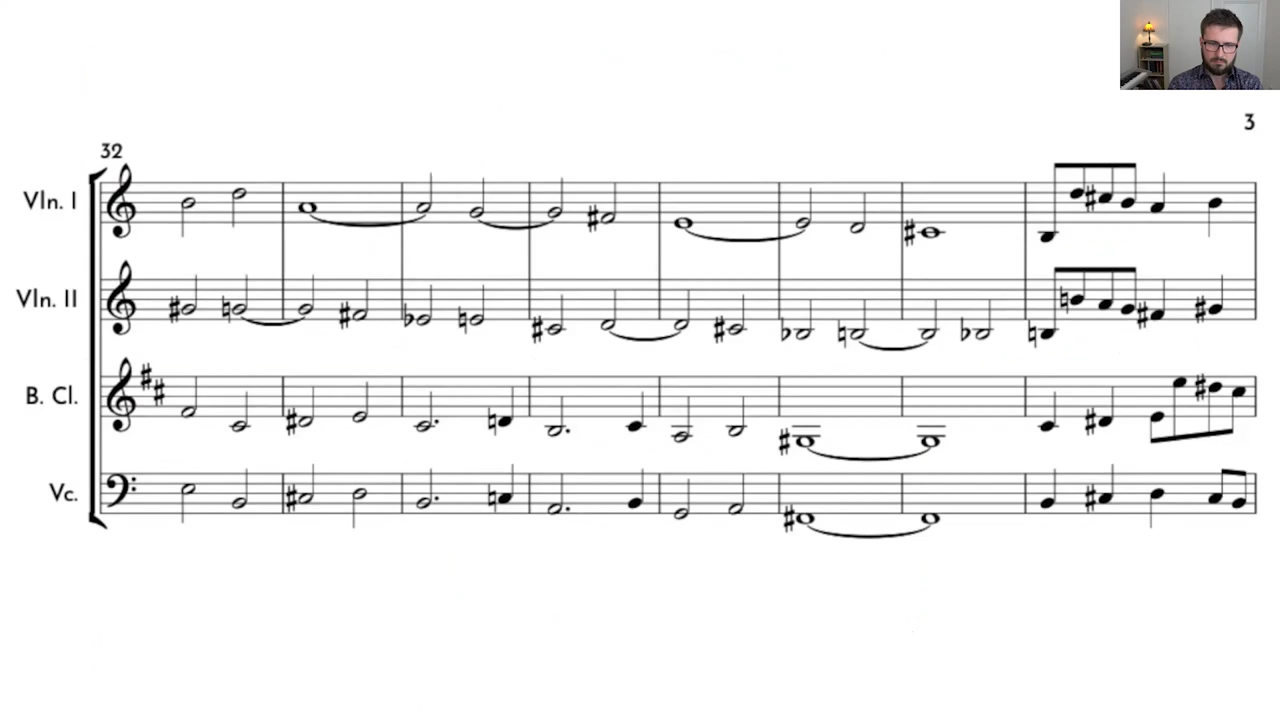 3
32
Vln. I
Vln. II
B. Cl.
Vc.